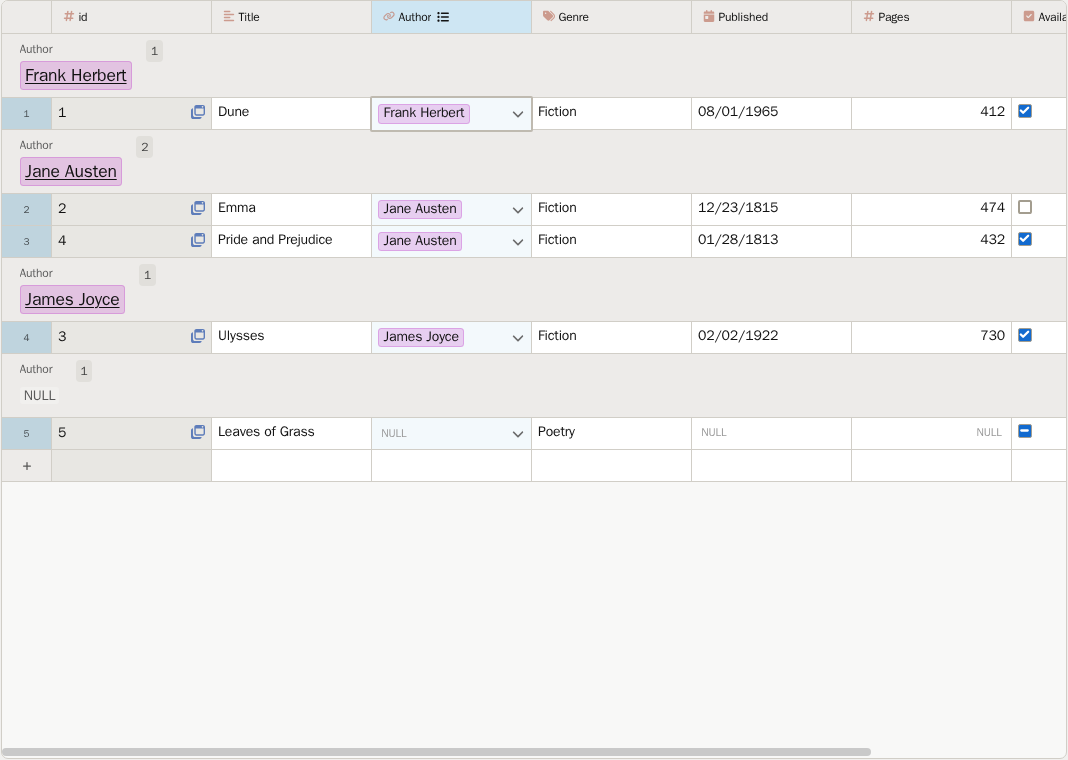 id Title Author Genre Published Pages Availa
Author 1
Frank Herbert
1 1 Dune Frank Herbert Fiction 08/01/1965 412
Author 2
Jane Austen
2 2 Emma Jane Austen Fiction 12/23/1815 474
3 4 Pride and Prejudice Jane Austen Fiction 01/28/1813 432
Author 1
James Joyce
4 3 Ulysses James Joyce Fiction 02/02/1922 730
Author 1
NULL
5 5 Leaves of Grass NULL Poetry NULL NULL
+